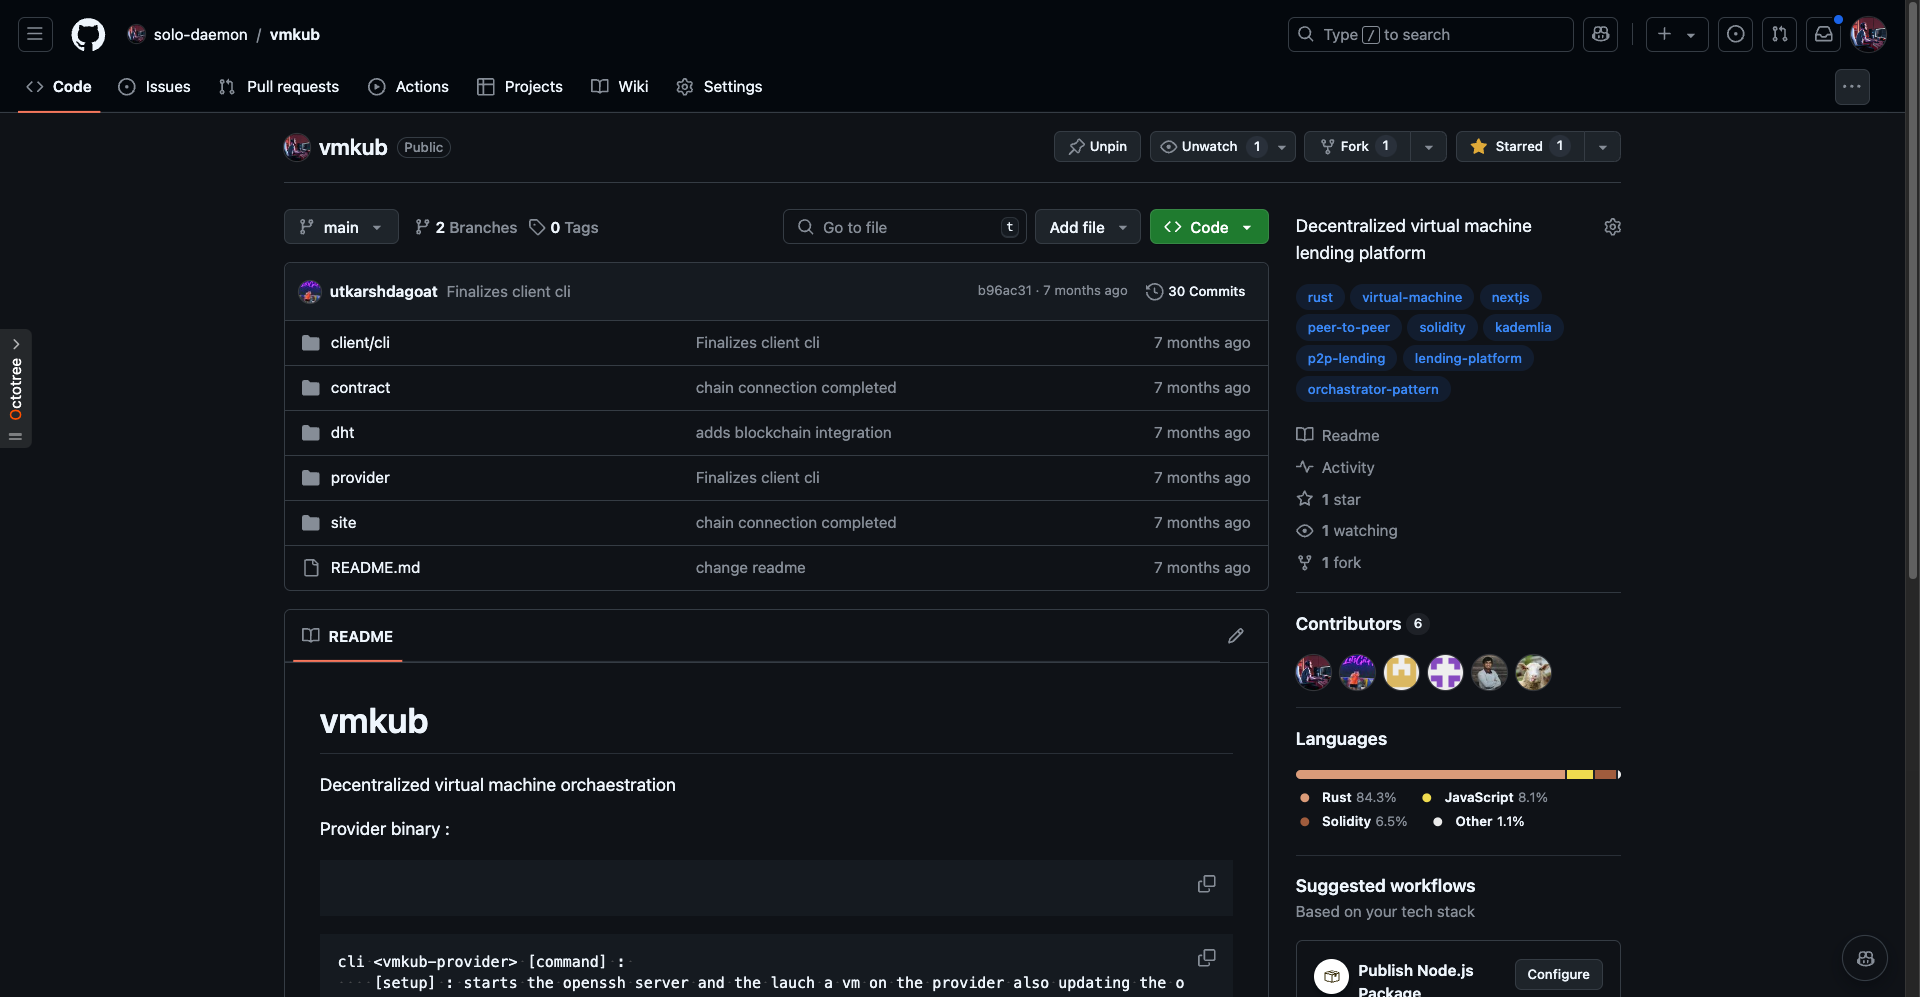 solo-daemon / vmkub
Type / to search
Code
Issues
Pull requests
Actions
Projects
Wiki
Settings
vmkub Public
Unpin
Unwatch 1
Fork 1
Starred 1
main
2 Branches
0 Tags
Go to file t
Add file
Code
utkarshdagoat Finalizes client cli
b96ac31 · 7 months ago
30 Commits
client/cli Finalizes client cli 7 months ago
contract chain connection completed 7 months ago
dht adds blockchain integration 7 months ago
provider Finalizes client cli 7 months ago
site chain connection completed 7 months ago
README.md change readme 7 months ago
Octotree
README
vmkub
Decentralized virtual machine orchaestration
Provider binary :
cli <vmkub-provider> [command] :
[setup] : starts the openssh server and the lauch a vm on the provider also updating the o
Decentralized virtual machine
lending platform
rust virtual-machine nextjs
peer-to-peer solidity kademlia
p2p-lending lending-platform
orchastrator-pattern
Readme
Activity
1 star
1 watching
1 fork
Contributors 6
Languages
Rust 84.3% JavaScript 8.1%
Solidity 6.5% Other 1.1%
Suggested workflows
Based on your tech stack
Publish Node.js
Package
Configure